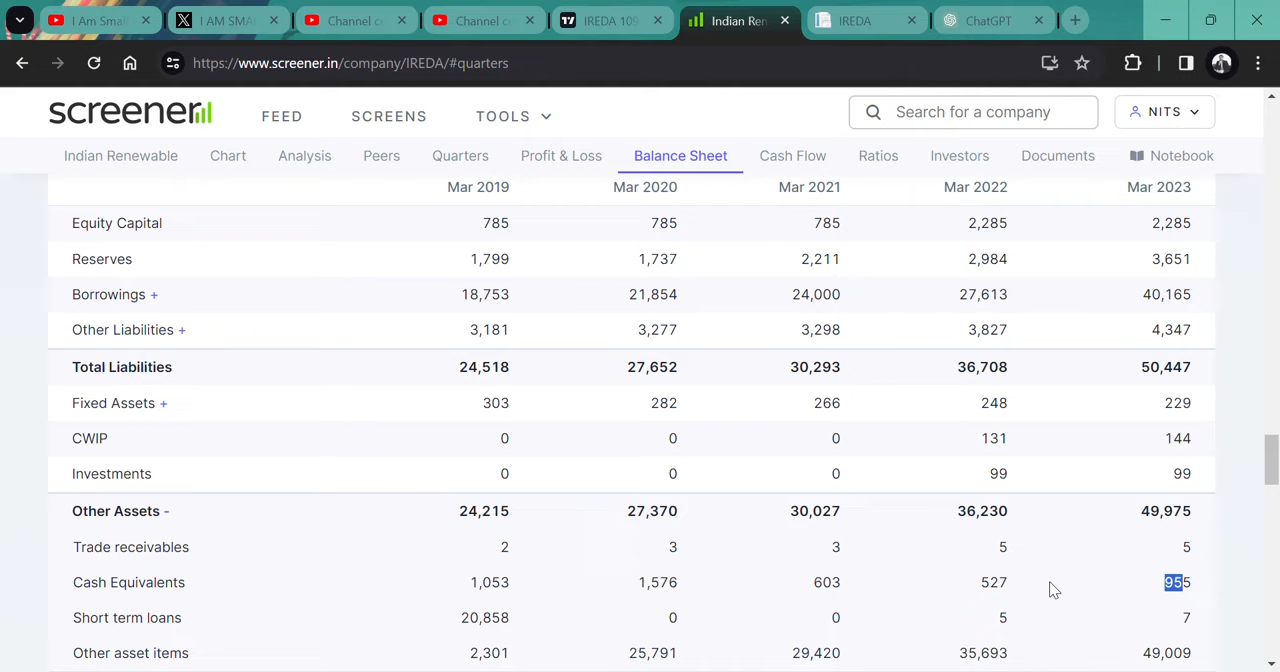 I Am Small
I AM SMA
Channel c
Channel c
IREDA 109
Indian Ren
IREDA
ChatGPT
https://www.screener.in/company/IREDA/#quarters
screener
FEED SCREENS TOOLS
Search for a company
NITS
Indian Renewable Chart Analysis Peers Quarters Profit & Loss Balance Sheet Cash Flow Ratios Investors Documents Notebook
Mar 2019 Mar 2020 Mar 2021 Mar 2022 Mar 2023
Equity Capital 785 785 785 2,285 2,285
Reserves 1,799 1,737 2,211 2,984 3,651
Borrowings + 18,753 21,854 24,000 27,613 40,165
Other Liabilities + 3,181 3,277 3,298 3,827 4,347
Total Liabilities 24,518 27,652 30,293 36,708 50,447
Fixed Assets + 303 282 266 248 229
CWIP 0 0 0 131 144
Investments 0 0 0 99 99
Other Assets - 24,215 27,370 30,027 36,230 49,975
Trade receivables 2 3 3 5 5
Cash Equivalents 1,053 1,576 603 527 955
Short term loans 20,858 0 0 5 7
Other asset items 2,301 25,791 29,420 35,693 49,009